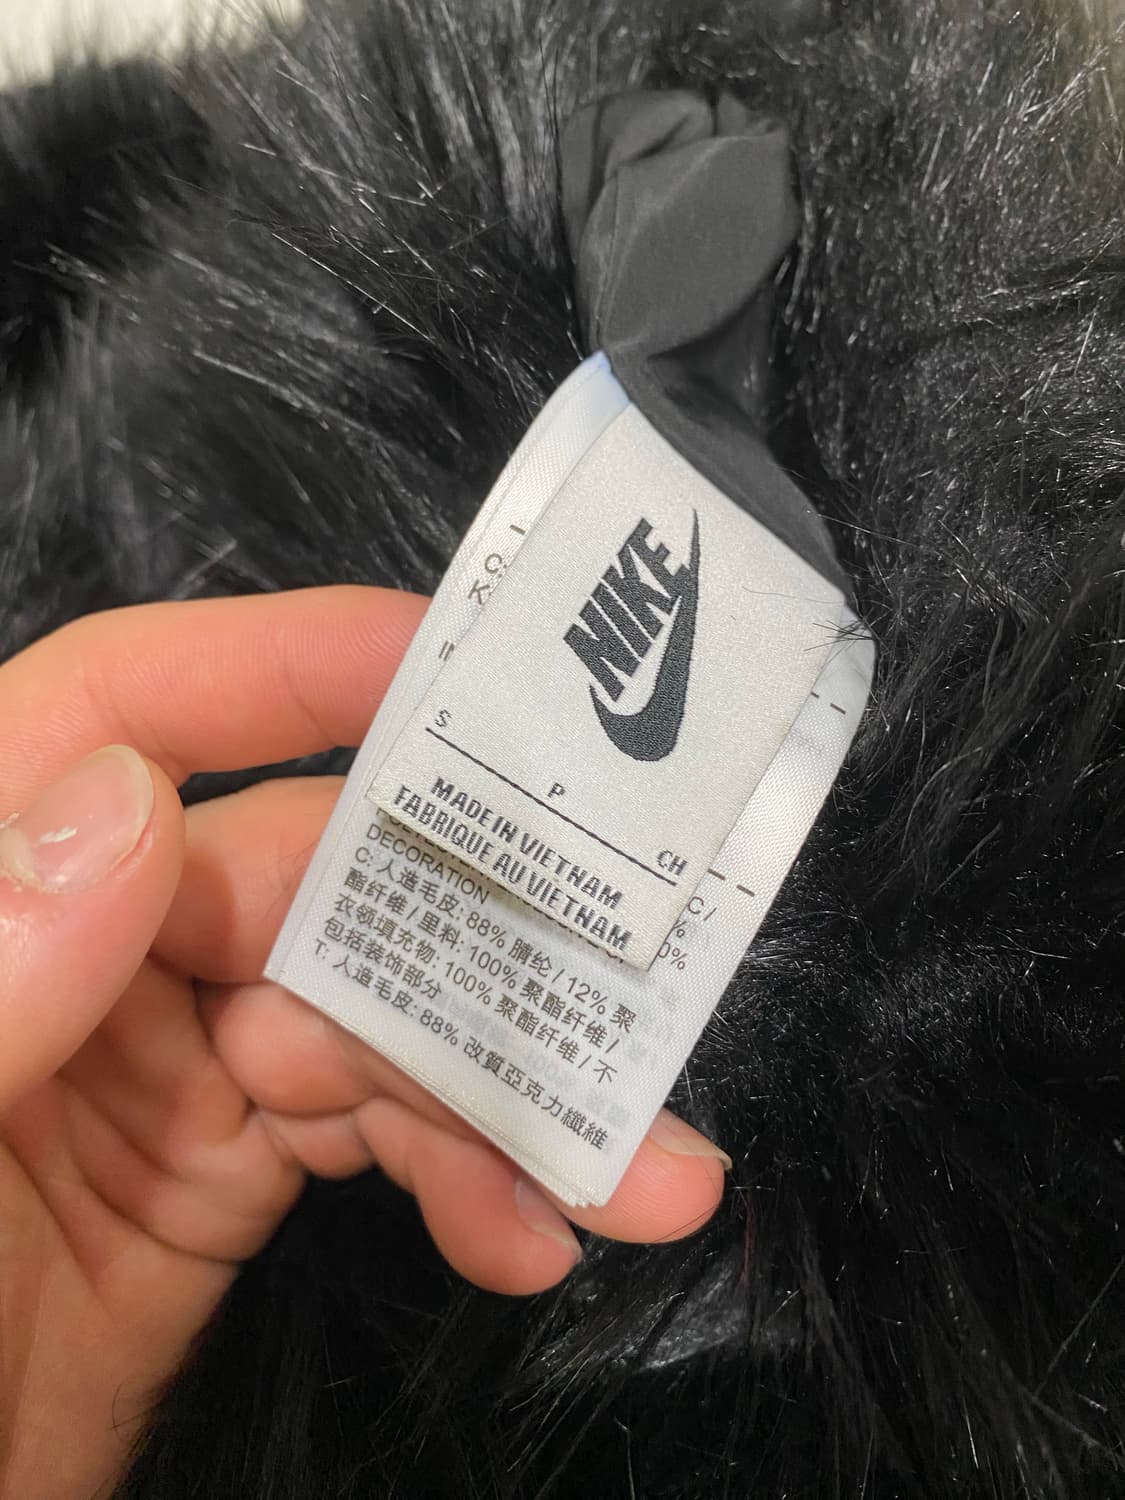 NIKE
S
P
CH
MADE IN VIETNAM
FABRIQUE AU VIETNAM
DECORATION
C: 人造毛皮: 88% 腈纶 / 12% 聚
酯纤维 / 里料: 100% 聚酯纤维 /
衣领填充物: 100% 聚酯纤维 / 不
包括装饰部分
T: 人造毛皮: 88% 改質亞克力纖維
C /
%
0%
C:
K